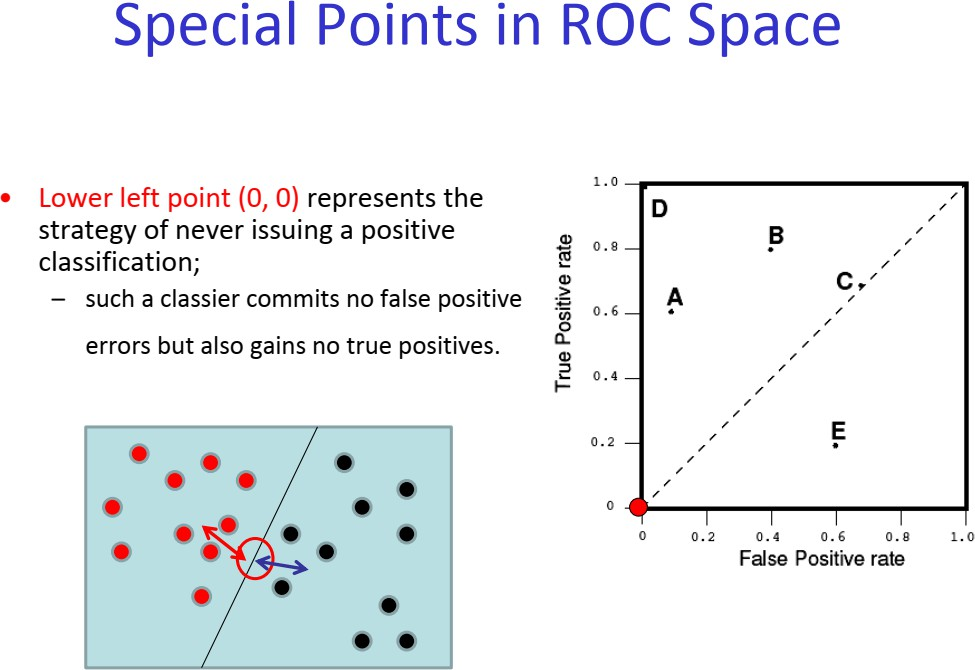 Special Points in ROC Space
• Lower left point (0, 0) represents the
strategy of never issuing a positive
classification;
– such a classier commits no false positive
errors but also gains no true positives.
True Positive rate
1.0
0.8
0.6
0.4
0.2
0
D
B
A
C
E
0 0.2 0.4 0.6 0.8 1.0
False Positive rate